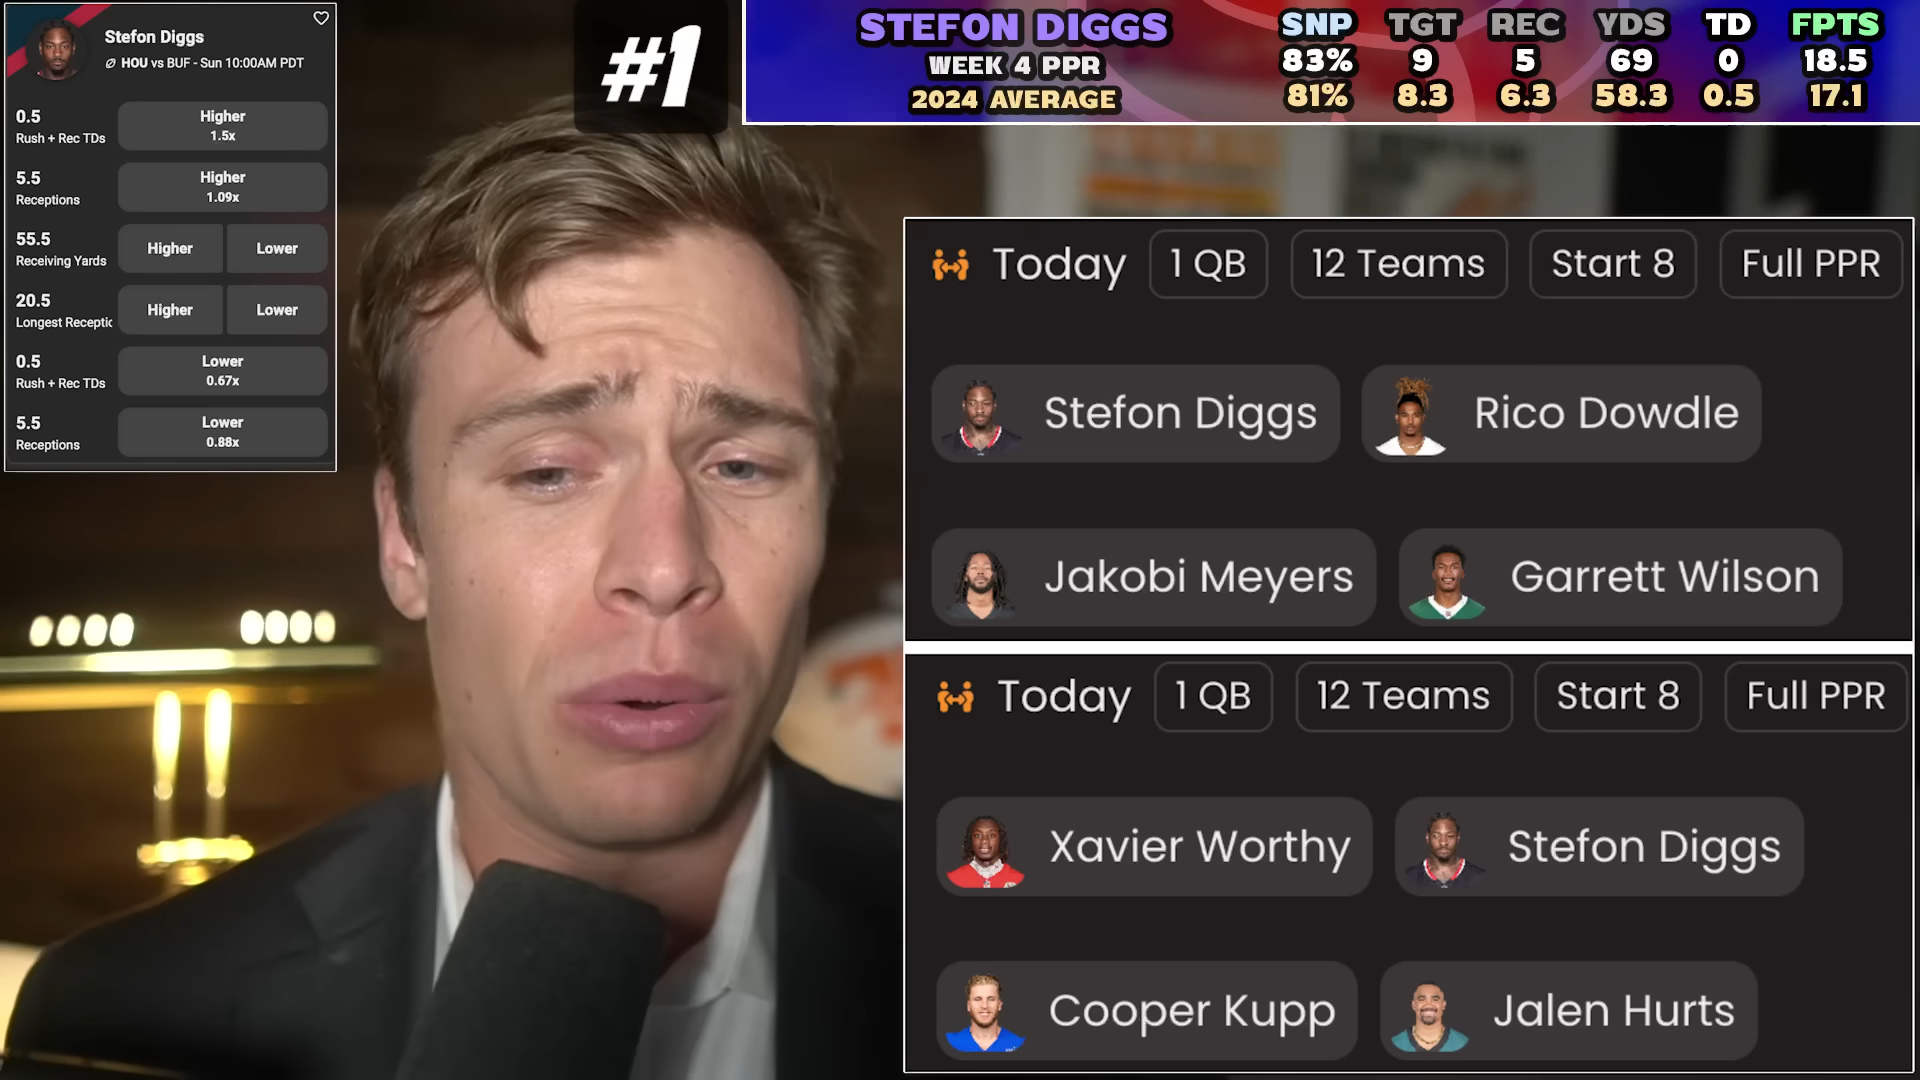 Stefon Diggs
HOU vs BUF - Sun 10:00AM PDT
0.5
Rush + Rec TDs
Higher
1.5x
5.5
Receptions
Higher
1.09x
55.5
Receiving Yards
Higher
Lower
20.5
Longest Receptic
Higher
Lower
0.5
Rush + Rec TDs
Lower
0.67x
5.5
Receptions
Lower
0.88x
#1
STEFON DIGGS SNP TGT REC YDS TD FPTS
WEEK 4 PPR 83% 9 5 69 0 18.5
2024 AVERAGE 81% 8.3 6.3 58.3 0.5 17.1
Today 1 QB 12 Teams Start 8 Full PPR
Stefon Diggs Rico Dowdle
Jakobi Meyers Garrett Wilson
Today 1 QB 12 Teams Start 8 Full PPR
Xavier Worthy Stefon Diggs
Cooper Kupp Jalen Hurts